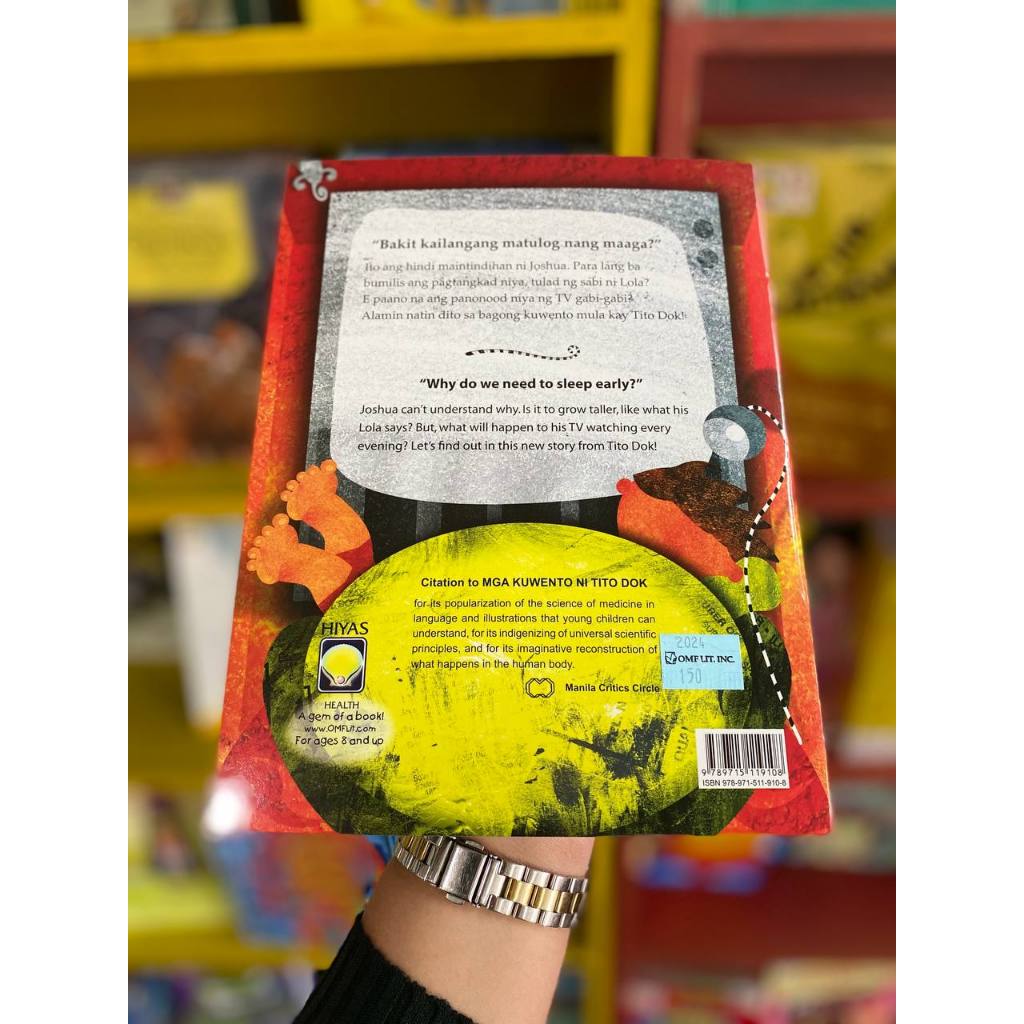 “Bakit kailangang matulog nang maaga?”
Ito ang hindi maintindihan ni Joshua. Para lang ba
bumilis ang pagtangkad niya, tulad ng sabi ni Lola?
E paano na ang panonood niya ng TV gabi-gabi?
Alamin natin dito sa bagong kuwento mula kay Tito Dok!
“Why do we need to sleep early?”
Joshua can’t understand why. Is it to grow taller, like what his
Lola says? But, what will happen to his TV watching every
evening? Let’s find out in this new story from Tito Dok!
Citation to MGA KUWENTO NI TITO DOK
for its popularization of the science of medicine in
language and illustrations that young children can
understand, for its indigenizing of universal scientific
principles, and for its imaginative reconstruction of
what happens in the human body.
Manila Critics Circle
HIYAS
HEALTH
A gem of a book!
www.OMFLit.com
For ages 8 and up
2024
OMF LIT. INC.
150
9 789715 119108
ISBN 978-971-511-910-8